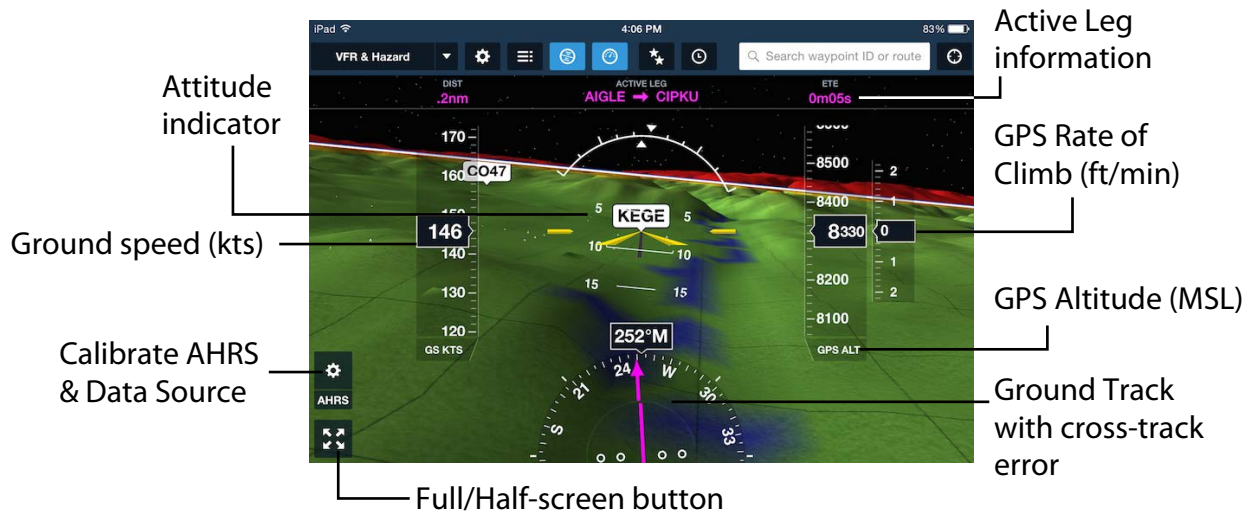 Active Leg
information
iPad
4:06 PM
83%
VFR & Hazard
Search waypoint ID or route
DIST
ACTIVE LEG
ETE
.2nm
AIGLE → CIPKU
0m05s
Attitude
indicator
GPS Rate of
Climb (ft/min)
170
8500
2
CO47
160
8400
1
5
KEGE
5
146
8330
0
Ground speed (kts)
10
10
140
1
15
15
130
8200
2
GPS Altitude (MSL)
8100
120
252°M
GS KTS
GPS ALT
Calibrate AHRS
& Data Source
24
W
21
30
AHRS
S
33
Ground Track
with cross-track
error
Full/Half-screen button